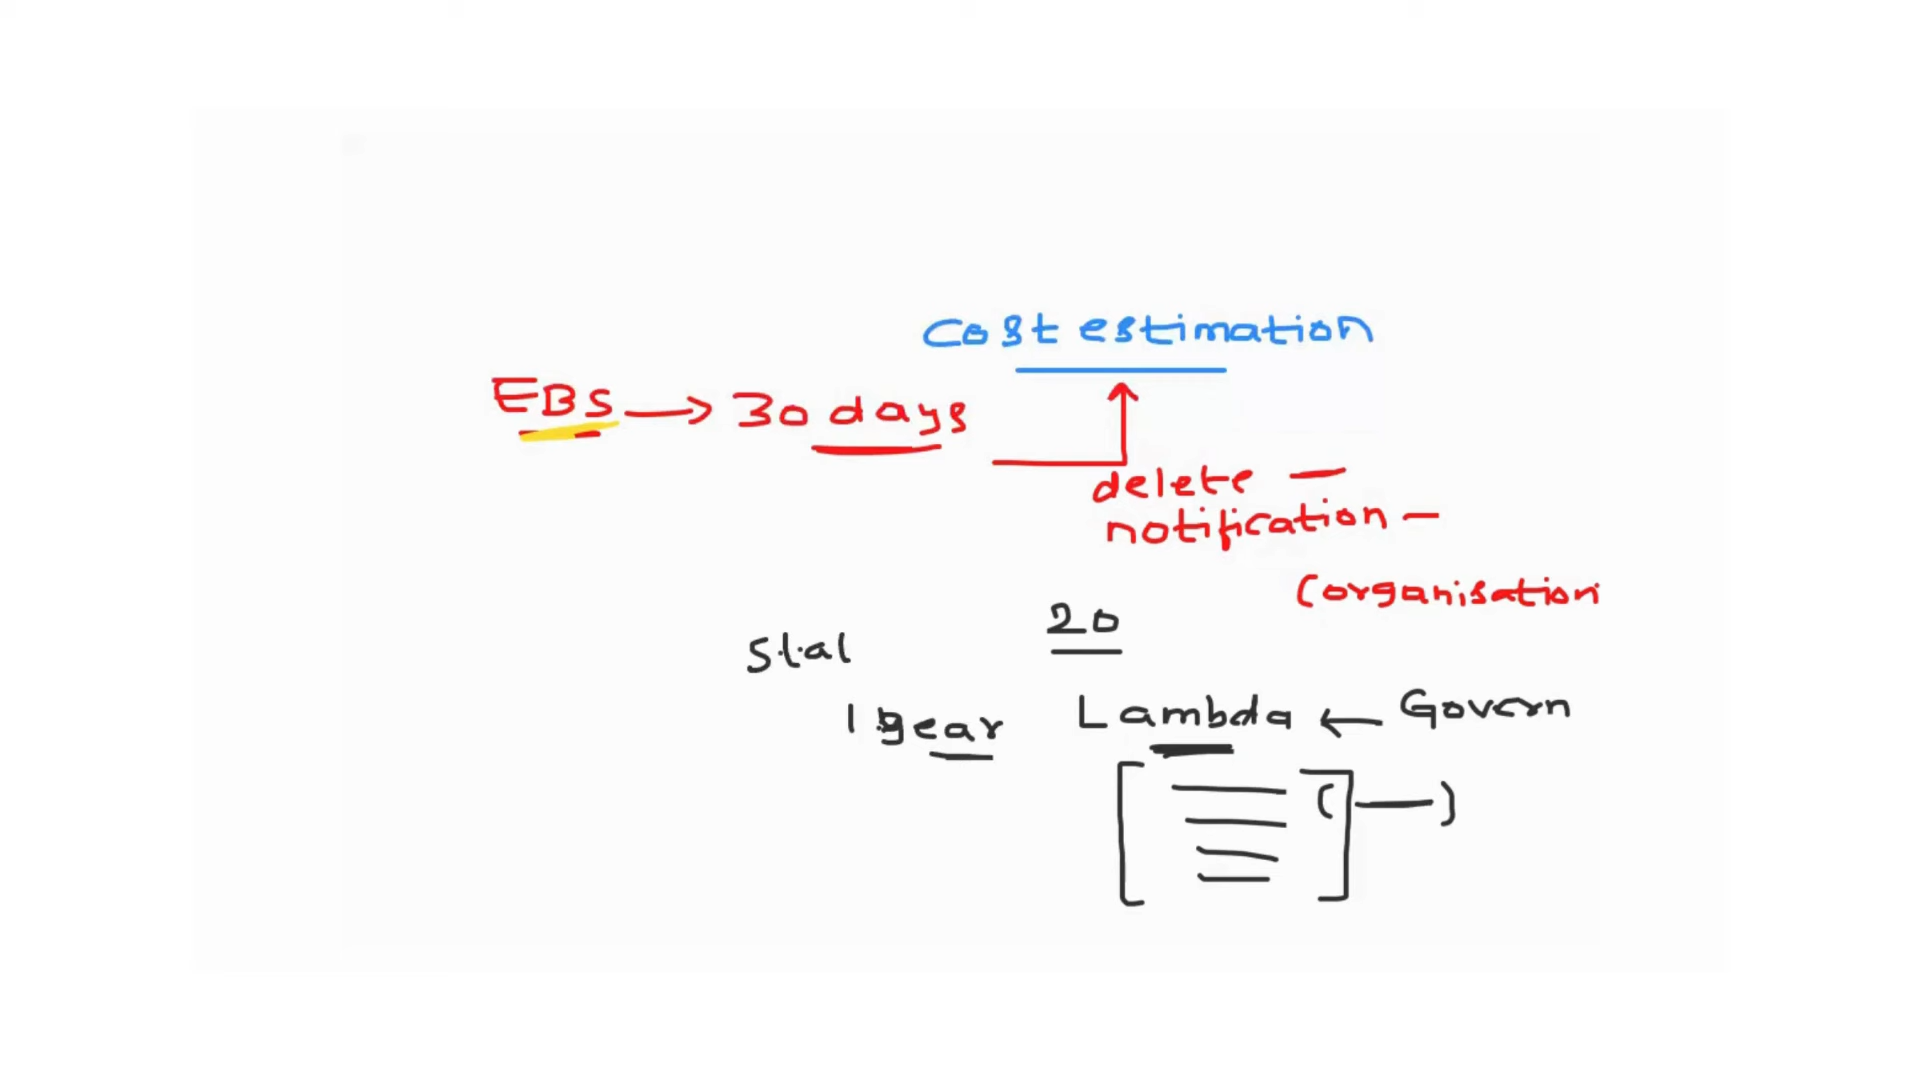 Cost estimation
EBS → 30 days
delete —
notification —
(organisation
20
stal
1 year
Lambda ← Govern